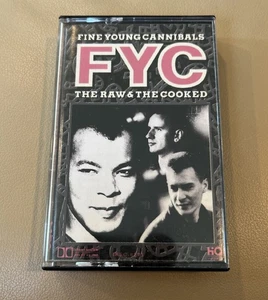 FINE YOUNG CANNIBALS
FYC
THE RAW & THE COOKED